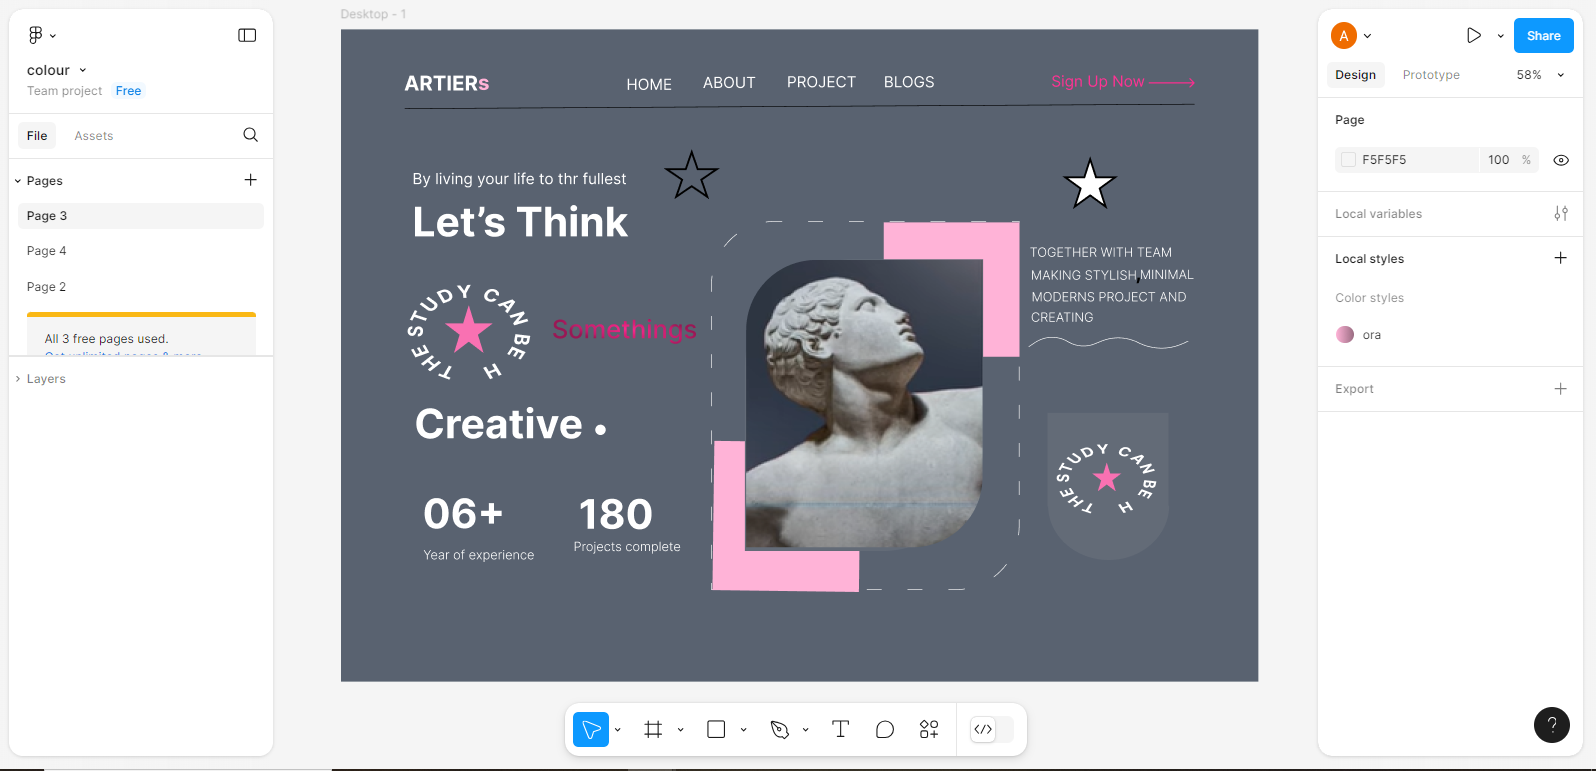 Desktop - 1
colour
Team project Free
File Assets
Pages
Page 3
Page 4
Page 2
All 3 free pages used.
Get unlimited pages & more
Layers
ARTIERs HOME ABOUT PROJECT BLOGS Sign Up Now
By living your life to thr fullest
Let's Think
THE STUDY CAN BE H
Somethings
Creative .
06+
Year of experience
180
Projects complete
TOGETHER WITH TEAM
MAKING STYLISH,MINIMAL
MODERNS PROJECT AND
CREATING
THE STUDY CAN BE H
A
Share
Design Prototype 58%
Page
F5F5F5 100 %
Local variables
Local styles
Color styles
ora
Export
?